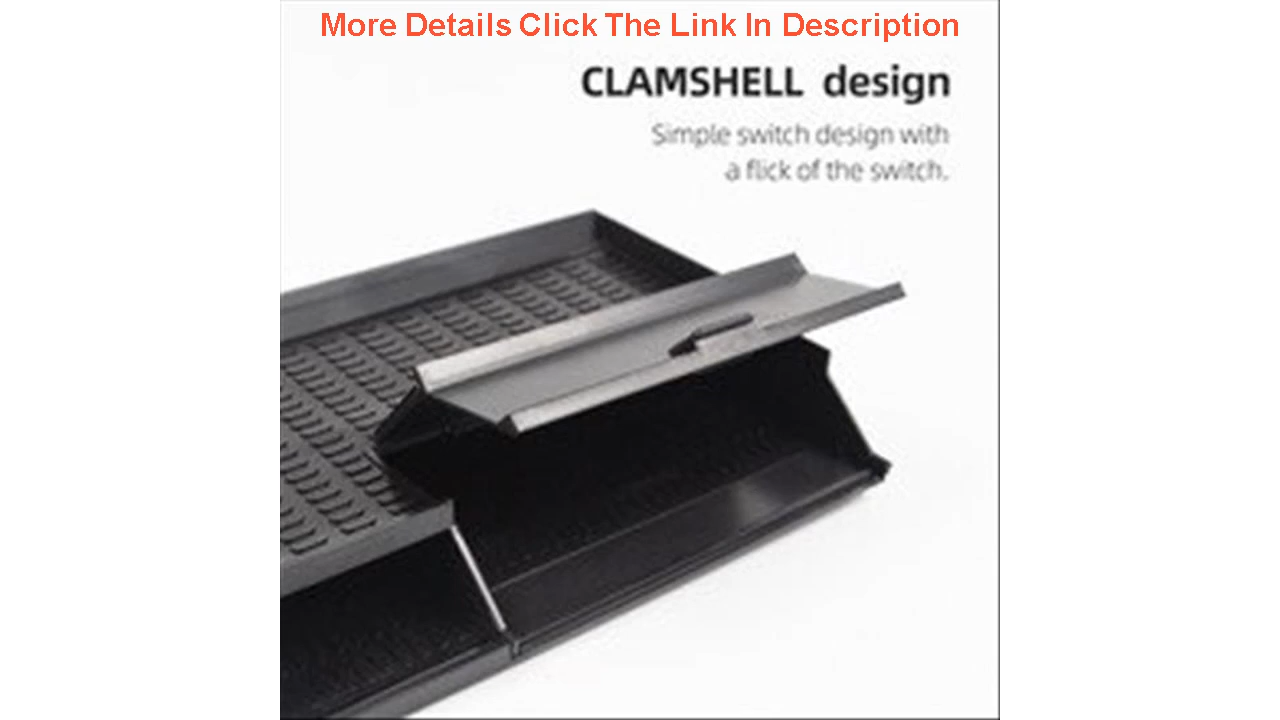 More Details Click The Link In Description
CLAMSHELL design
Simple switch design with
a flick of the switch.